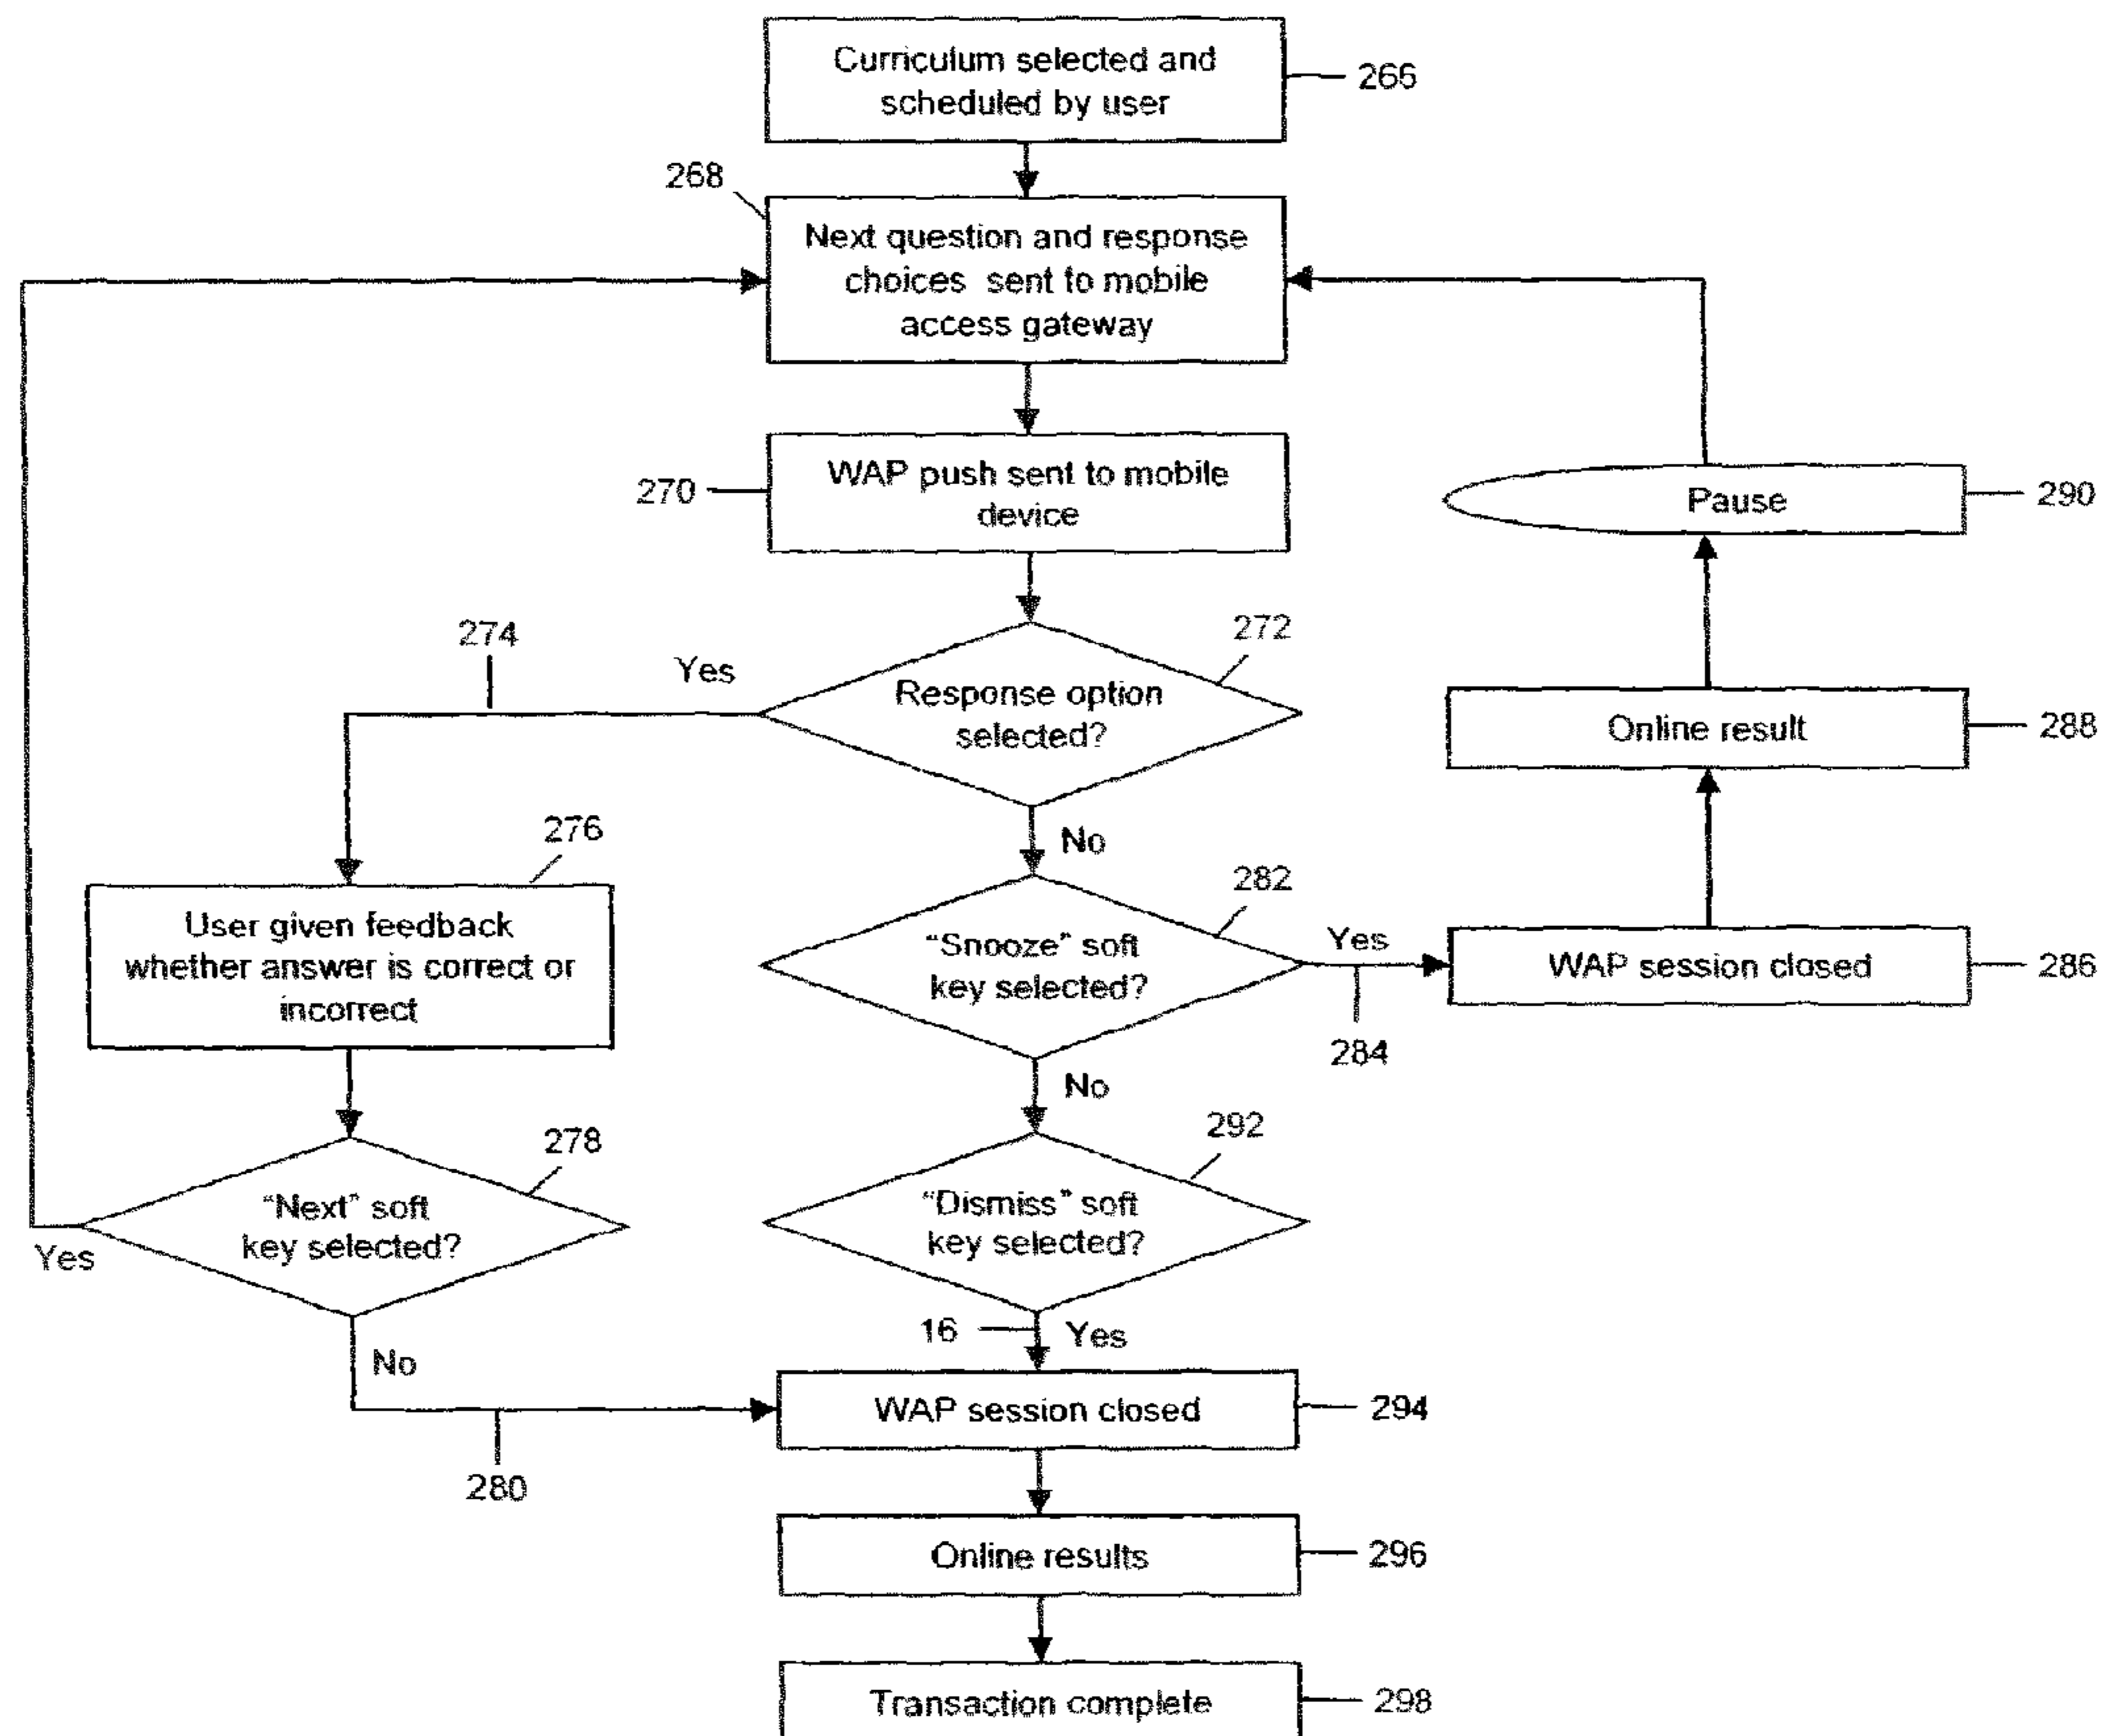 Curriculum selected and
scheduled by user
266
268
Next question and response
choices sent to mobile
access gateway
270
WAP push sent to mobile
device
Pause
290
274
Yes
272
Response option
selected?
Online result
288
No
276
User given feedback
whether answer is correct or
incorrect
282
"Snooze" soft
key selected?
Yes
284
WAP session closed
286
No
278
"Next" soft
key selected?
Yes
292
"Dismiss" soft
key selected?
16
Yes
No
280
WAP session closed
294
Online results
296
Transaction complete
298